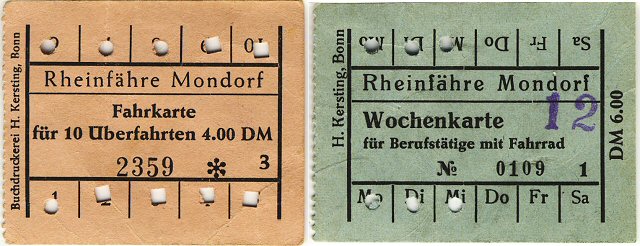 Buchdruckerei H. Kersting, Bonn
10
Rheinfähre Mondorf
Fahrkarte
für 10 Überfahrten 4.00 DM
2359 * 3
1
H. Kersting, Bonn
Mo Di Mi Do Fr Sa
Rheinfähre Mondorf
12
Wochenkarte
für Berufstätige mit Fahrrad
№ 0109 1
DM 6.00
Mo Di Mi Do Fr Sa